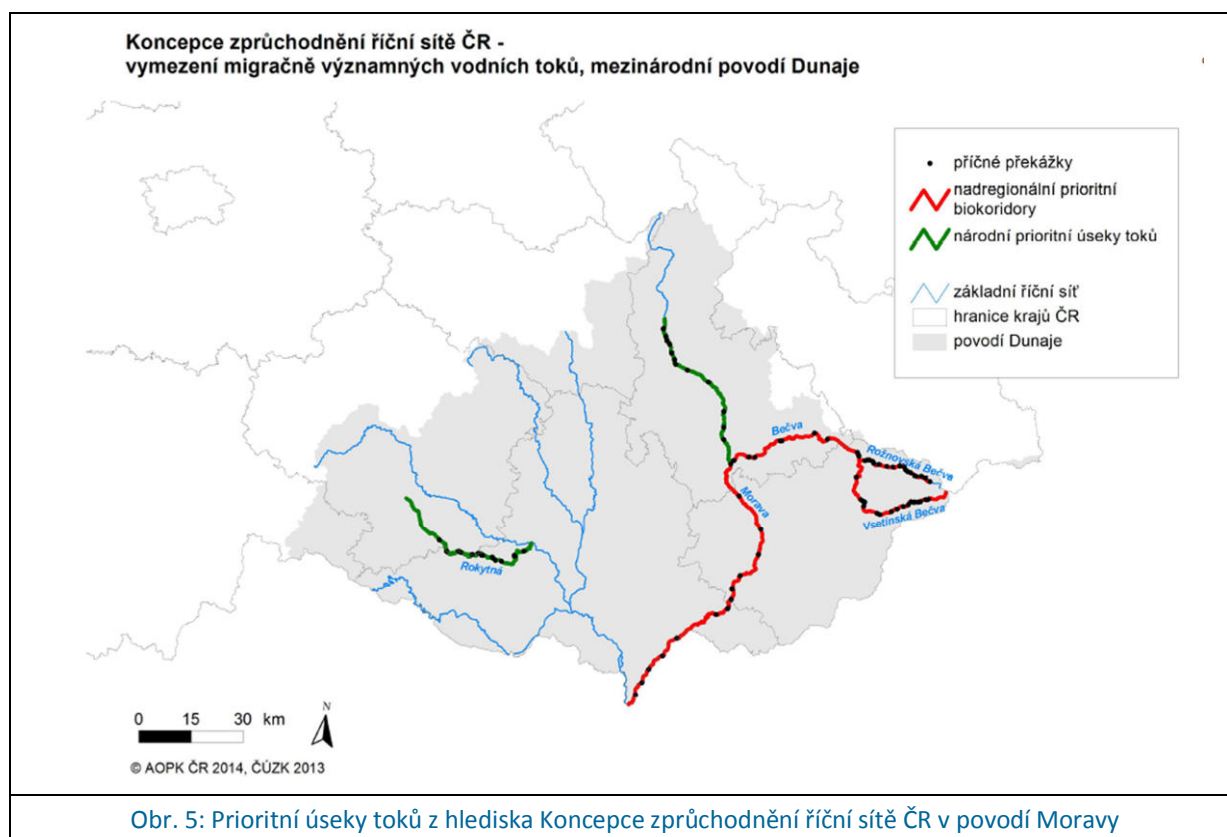 Koncepce zprůchodnění říční sítě ČR -
vymezení migračně významných vodních toků, mezinárodní povodí Dunaje
příčné překážky
nadregionální prioritní
biokoridory
národní prioritní úseky toků
základní říční síť
hranice krajů ČR
povodí Dunaje
Bečva
Rožnovská Bečva
Morava
Vsetínská Bečva
Rokytná
N
0 15 30 km
© AOPK ČR 2014, ČÚZK 2013
Obr. 5: Prioritní úseky toků z hlediska Koncepce zprůchodnění říční sítě ČR v povodí Moravy